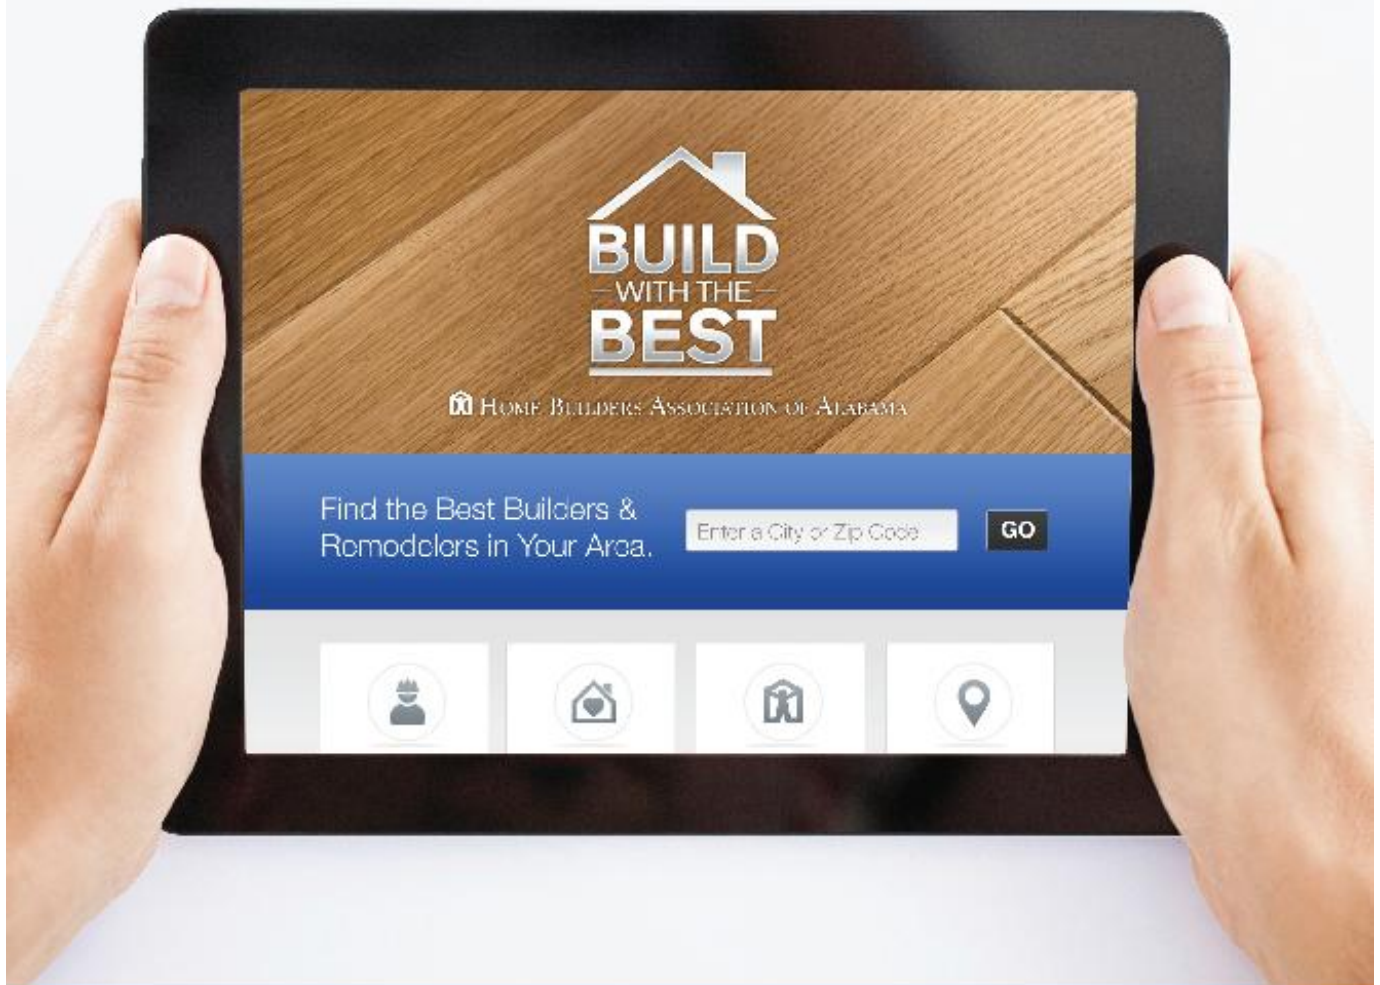 BUILD
WITH THE
BEST
HOME BUILDERS ASSOCIATION OF ALABAMA
Find the Best Builders &
Remodelers in Your Area.
Enter a City or Zip Code
GO